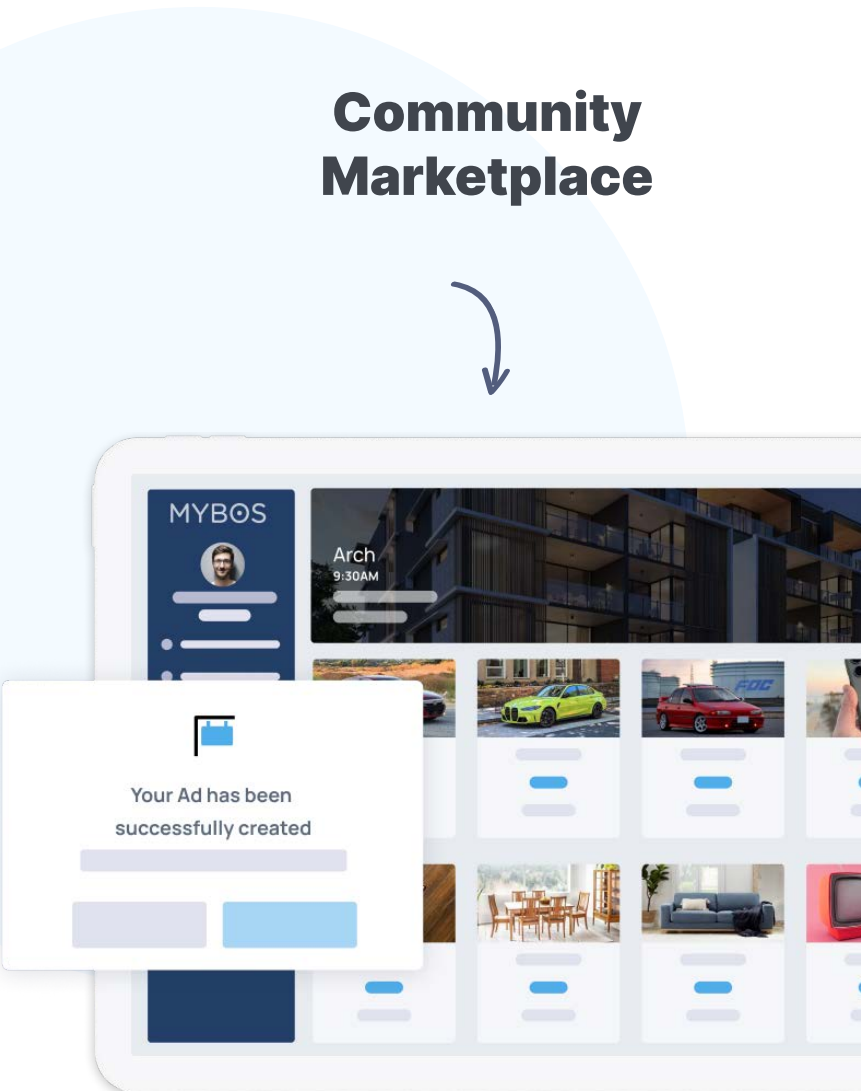 Community
Marketplace
MYBOS
Arch
9:30AM
FOC
Your Ad has been
successfully created